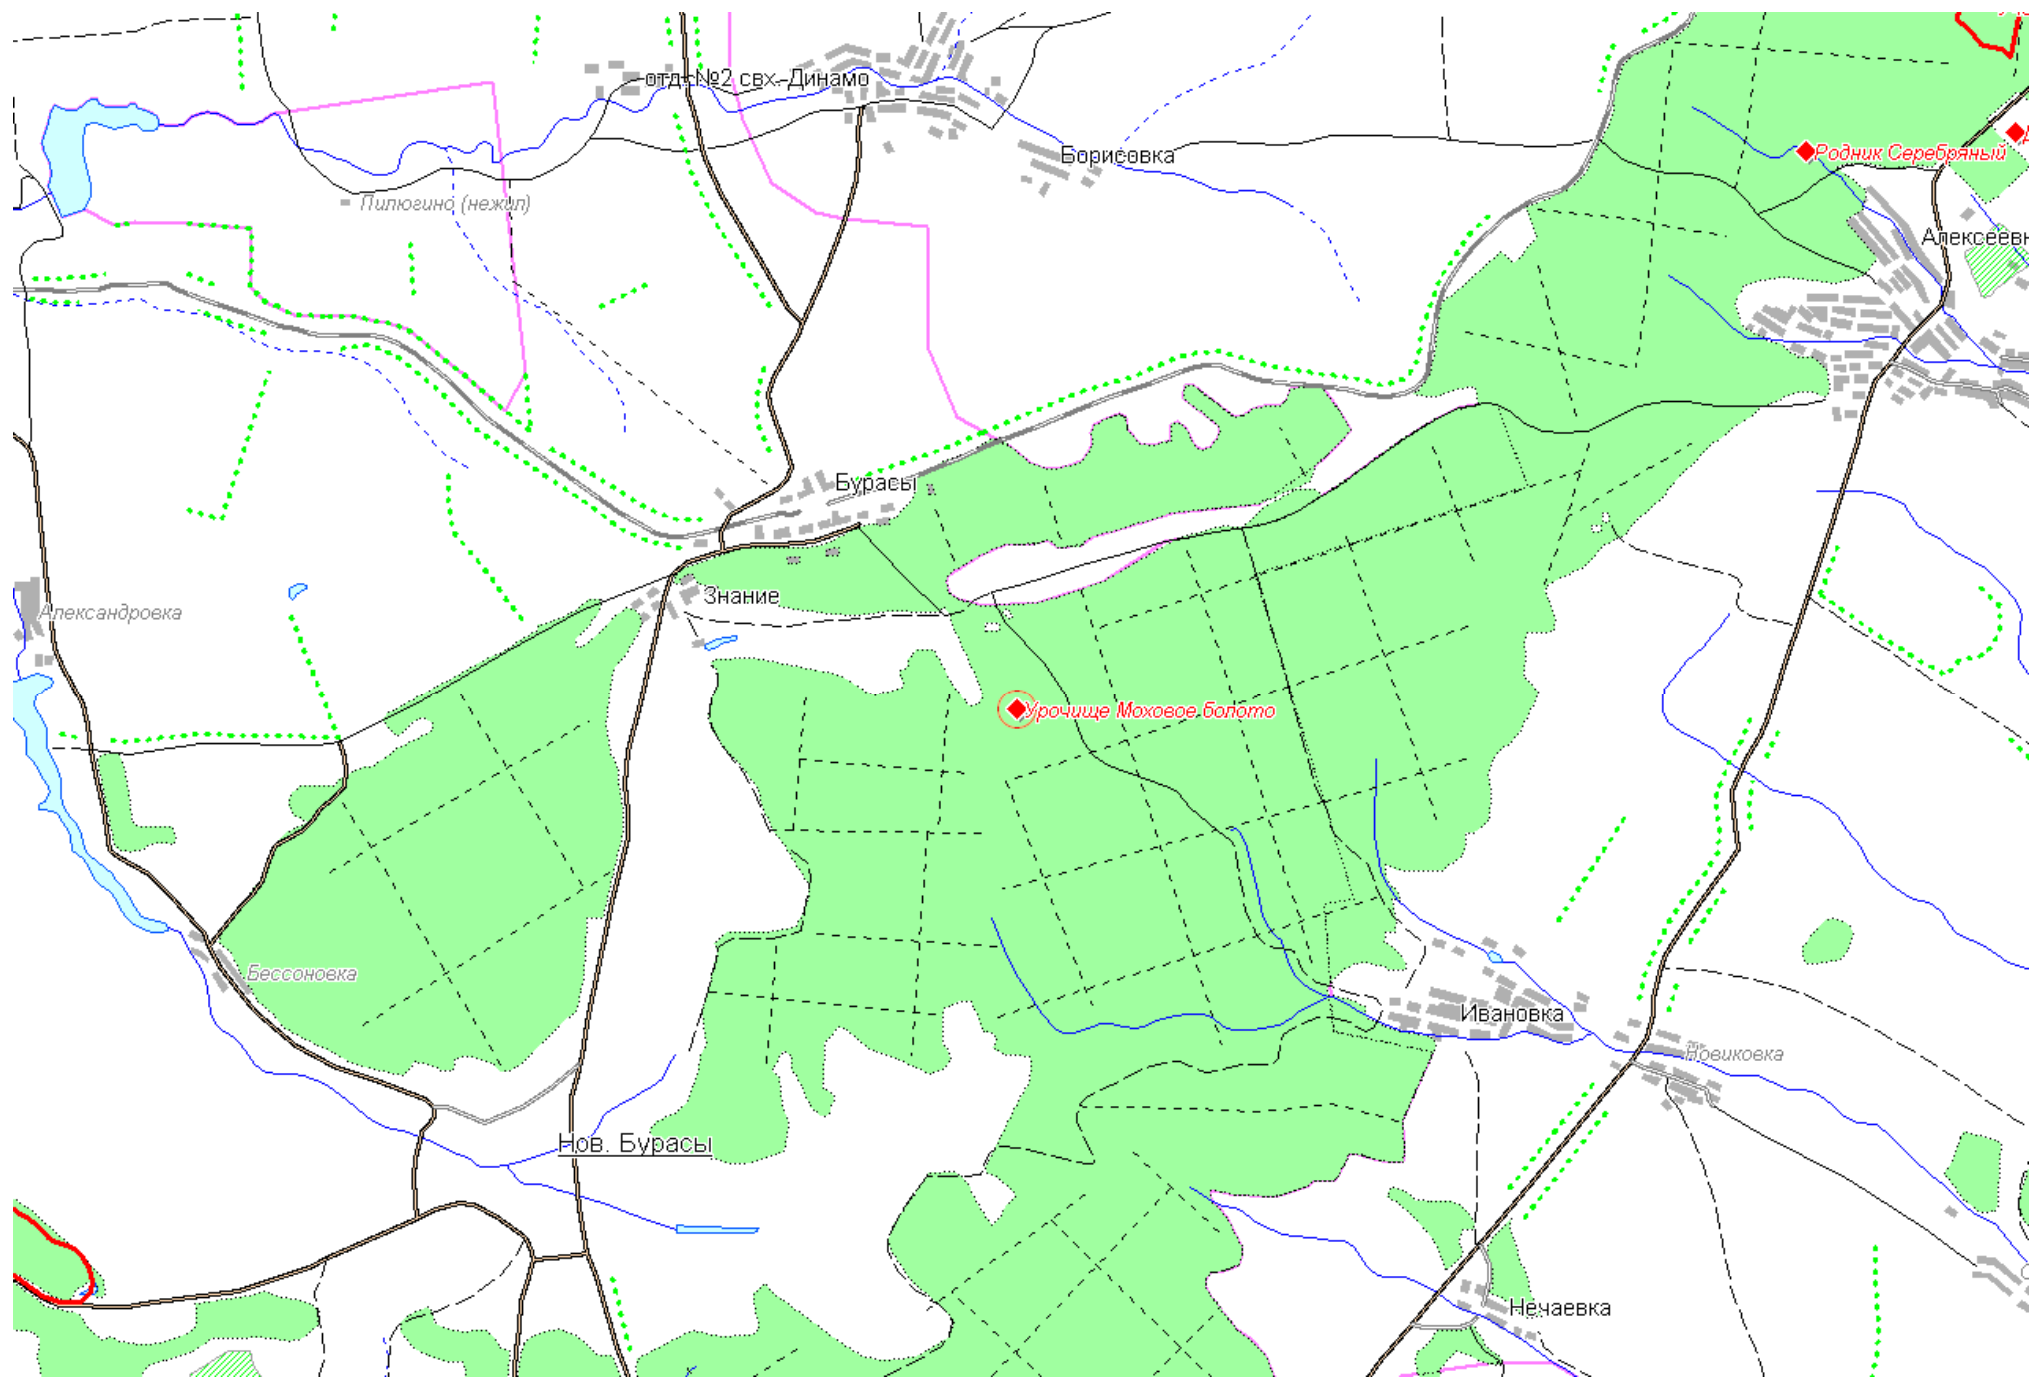 отд. №2 свх. Динамо
Борисовка
Родник Серебряный
Пилюгино (нежил)
Бурасы
Знание
Александровка
Урочище Моховое болото
Бессоновка
Ивановка
Новиковка
Нов. Бурасы
Нечаевка